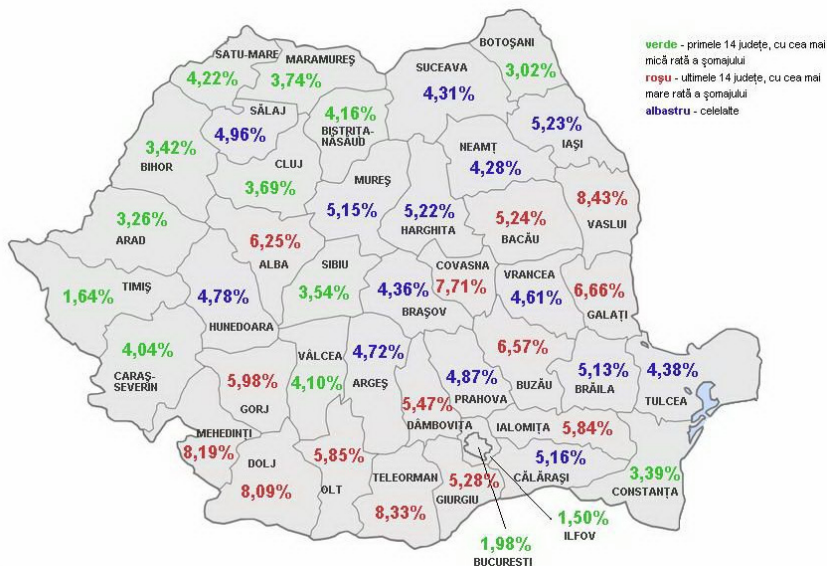 BOTOȘANI
3,02%
SATU-MARE
4,22%
MARAMUREȘ
3,74%
SUCEAVA
4,31%
verde - primele 14 județe, cu cea mai
mică rată a șomajului
roșu - ultimele 14 județe, cu cea mai
mare rată a șomajului
albastru - celelalte
SĂLAJ
4,96%
4,16%
BISTRITA-
NĂSĂUD
5,23%
IAȘI
3,42%
BIHOR
CLUJ
3,69%
NEAMȚ
4,28%
MUREȘ
5,15%
5,22%
HARGHITA
5,24%
BACĂU
8,43%
VASLUI
3,26%
ARAD
6,25%
ALBA
SIBIU
3,54%
COVASNA
7,71%
VRANCEA
4,61%
6,66%
GALAȚI
TIMIȘ
1,64%
4,78%
HUNEDOARA
4,36%
BRAȘOV
4,04%
CARAȘ-
SEVERIN
VÂLCEA
4,10%
4,72%
ARGEȘ
4,87%
PRAHOVA
6,57%
BUZĂU
5,13%
BRĂILA
4,38%
TULCEA
5,98%
GORJ
5,47%
DÂMBOVIȚA
IALOMIȚA
5,84%
MEHEDINȚI
8,19%
DOLJ
8,09%
5,85%
OLT
TELEORMAN
8,33%
5,28%
GIURGIU
5,16%
CĂLĂRAȘI
3,39%
CONSTANȚA
1,50%
ILFOV
1,98%
BUCUREȘTI